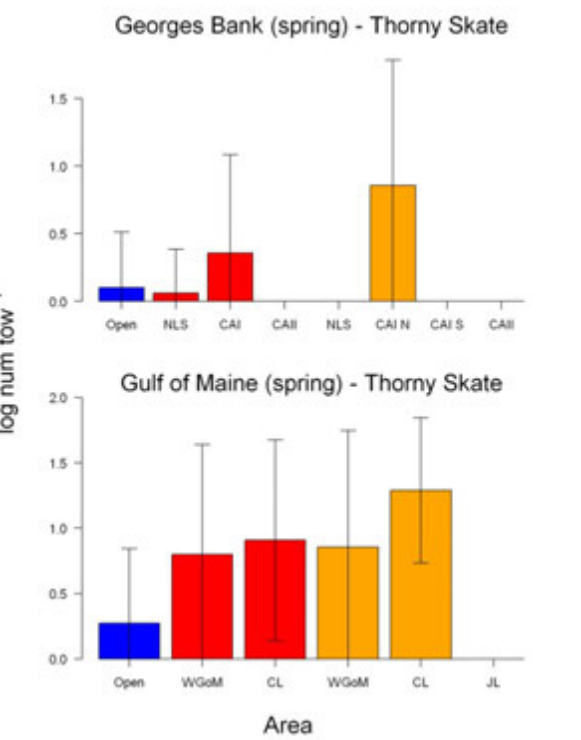 Georges Bank (spring) - Thorny Skate
1.5
1.0
0.5
0.0
Open NLS CAI CAII NLS CAI N CAI S CAII
log num tow
Gulf of Maine (spring) - Thorny Skate
2.0
1.5
1.0
0.5
0.0
Open WGoM CL WGoM CL JL
Area